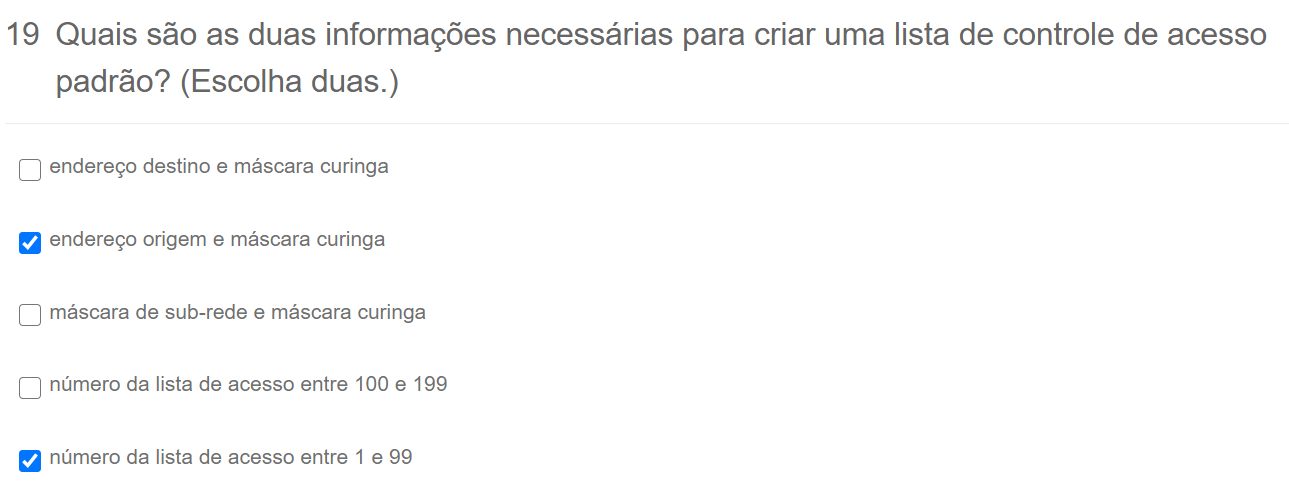 19 Quais são as duas informações necessárias para criar uma lista de controle de acesso
padrão? (Escolha duas.)
endereço destino e máscara curinga
endereço origem e máscara curinga
máscara de sub-rede e máscara curinga
número da lista de acesso entre 100 e 199
número da lista de acesso entre 1 e 99